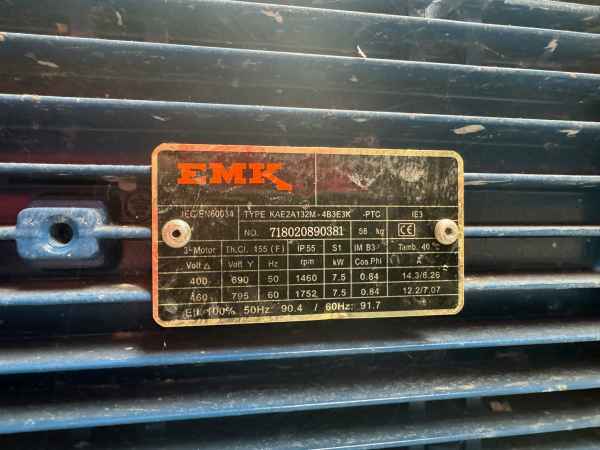 EMK
IEC/EN60034 TYPE KAE2A132M-4B3E3K -PTC IE3
NO. 718020890381 58 kg CE
3~Motor Th.Cl. 155 (F) IP55 S1 IM B3 Tamb. 40 °C
Volt △ Volt Y Hz rpm kW Cos Phi A
400 690 50 1460 7.5 0.84 14.3/8.26
460 795 60 1752 7.5 0.84 12.2/7.07
Eff. 100% 50Hz: 90.4 / 60Hz: 91.7